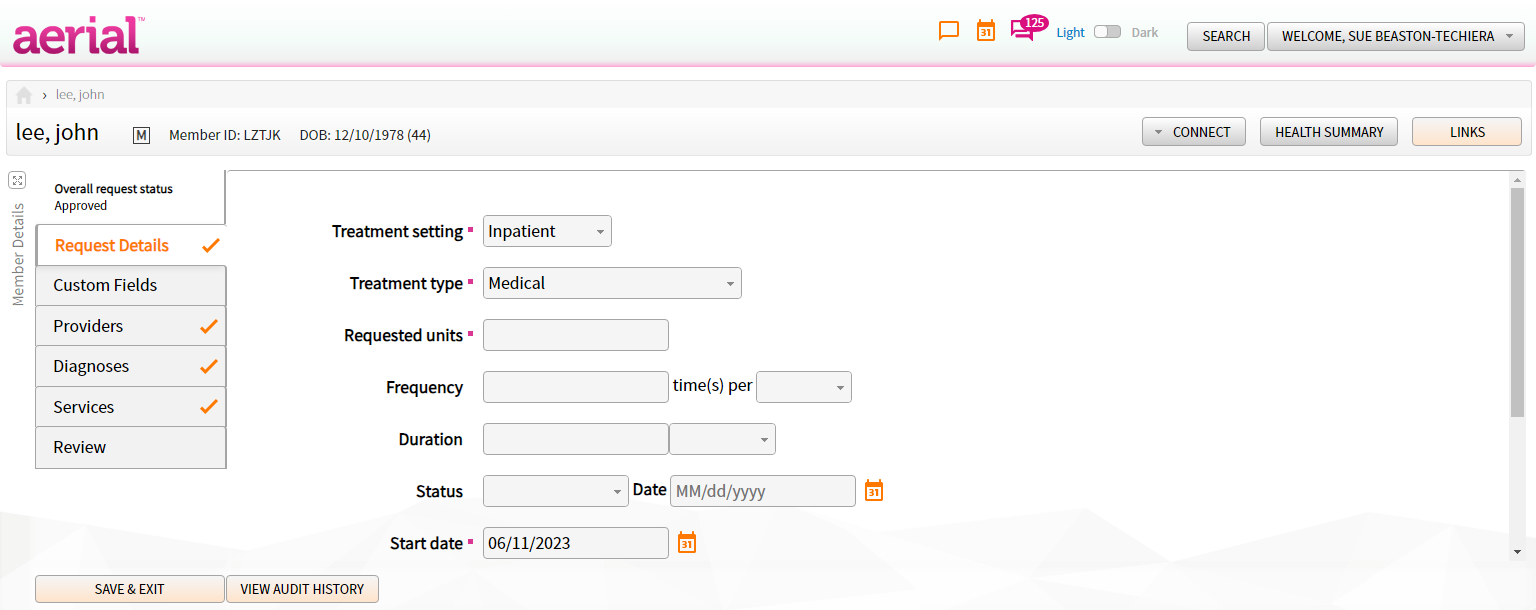 aerial™
31
125
Light
Dark
SEARCH
WELCOME, SUE BEASTON-TECHIERA
› lee, john
lee, john
M
Member ID: LZTJK
DOB: 12/10/1978 (44)
CONNECT
HEALTH SUMMARY
LINKS
Member Details
Overall request status
Approved
Request Details
Custom Fields
Providers
Diagnoses
Services
Review
Treatment setting
Inpatient
Treatment type
Medical
Requested units
Frequency
time(s) per
Duration
Status
Date
MM/dd/yyyy
31
Start date
06/11/2023
31
SAVE & EXIT
VIEW AUDIT HISTORY